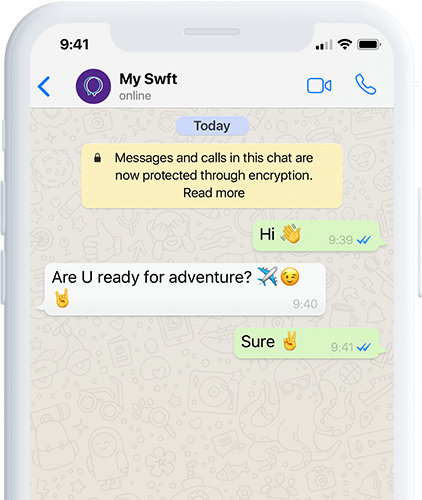 9:41
My Swft
online
Today
Messages and calls in this chat are
now protected through encryption.
Read more
Hi 👋 9:39
Are U ready for adventure? ✈️😉
🤘 9:40
Sure ✌️ 9:41